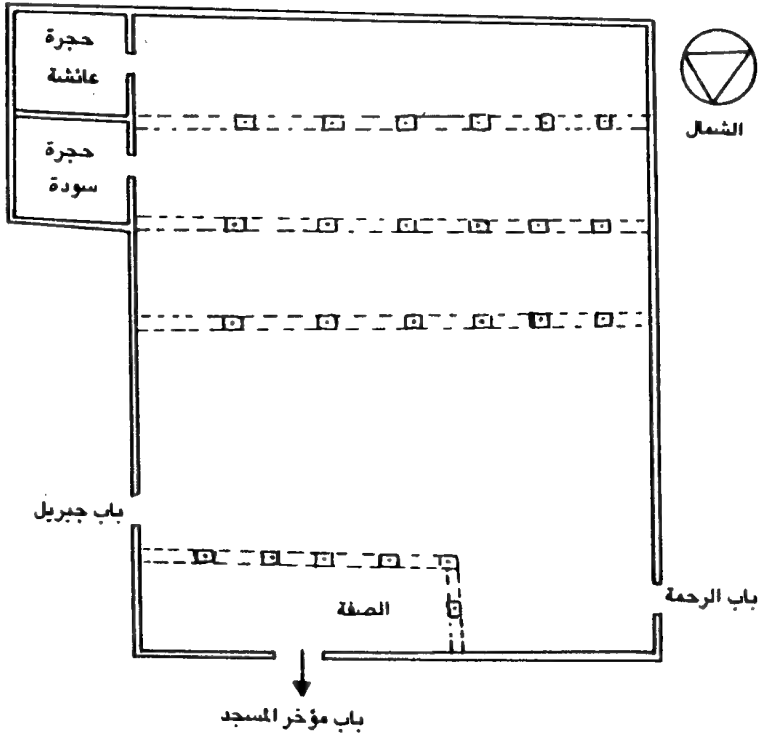 حجرة
عائشة
الشمال
حجرة
سودة
باب جبريل
باب الرحمة
الصفة
باب مؤخر المسجد